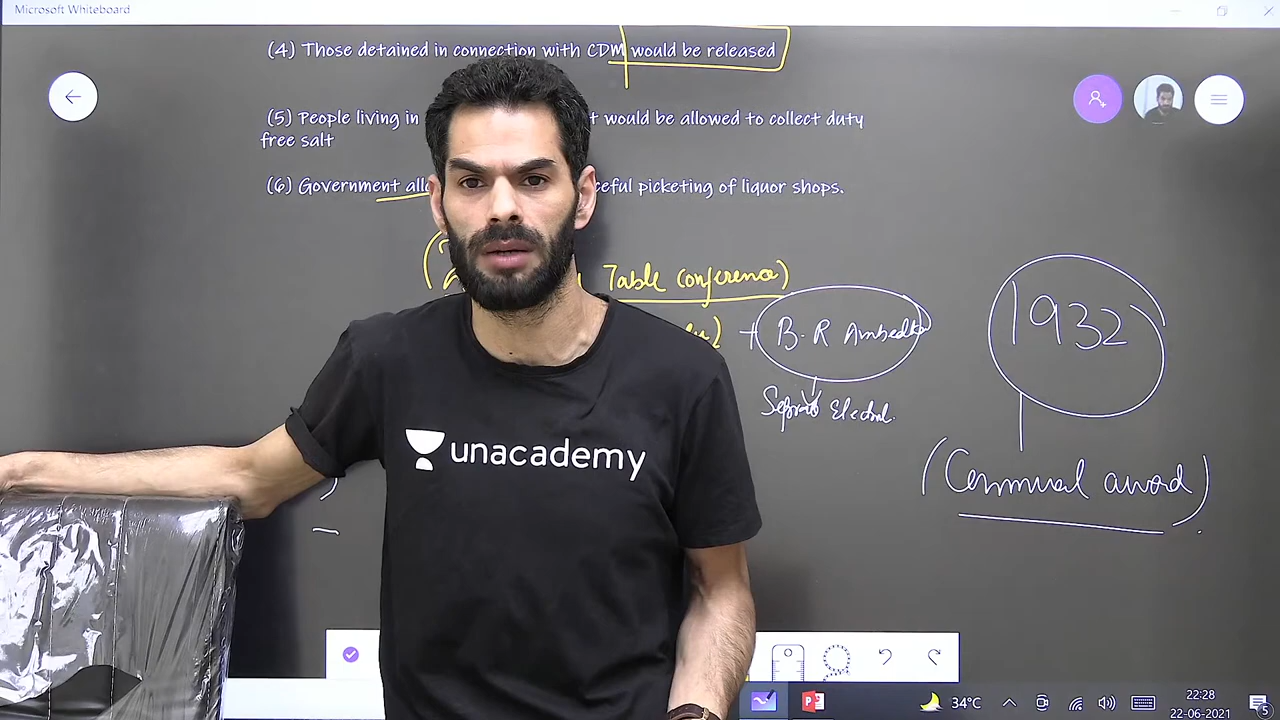 Microsoft Whiteboard
(4) Those detained in connection with CDM would be released
(5) People living in t would be allowed to collect duty
free salt
(6) Government all ceful picketing of liquor shops.
Table Conference)
+ B. R Ambedkar
1932
Electoral
(Communal award)
unacademy
34°C
22:28
22-06-2021
5